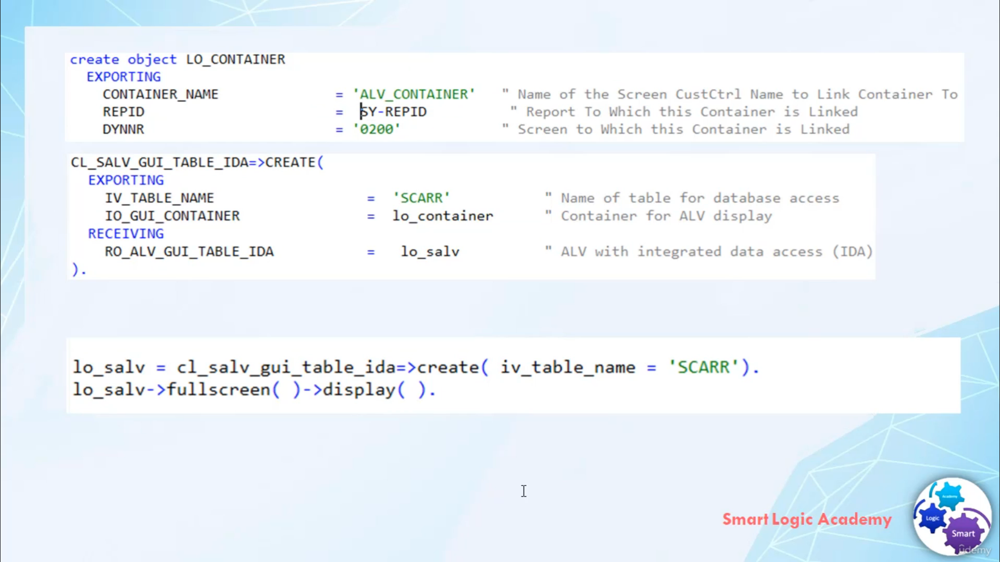 create object LO_CONTAINER
EXPORTING
CONTAINER_NAME = 'ALV_CONTAINER' " Name of the Screen CustCtrl Name to Link Container To
REPID = SY-REPID " Report To Which this Container is Linked
DYNNR = '0200' " Screen to Which this Container is Linked
CL_SALV_GUI_TABLE_IDA=>CREATE(
EXPORTING
IV_TABLE_NAME = 'SCARR' " Name of table for database access
IO_GUI_CONTAINER = lo_container " Container for ALV display
RECEIVING
RO_ALV_GUI_TABLE_IDA = lo_salv " ALV with integrated data access (IDA)
).
lo_salv = cl_salv_gui_table_ida=>create( iv_table_name = 'SCARR').
lo_salv->fullscreen( )->display( ).
Smart Logic Academy
Academy
Logic
Smart
udemy